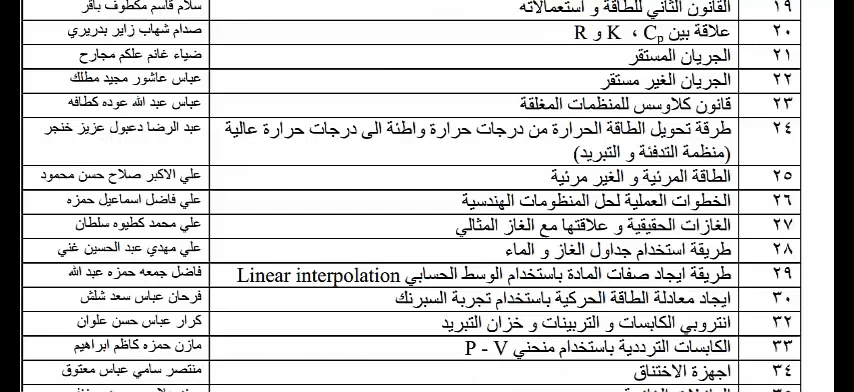 ١٩ القانون الثاني للطاقة و استعمالاته سلام قاسم مكطوف باقر
٢٠ علاقة بين K ، Cp و R صدام شهاب زاير بدريري
٢١ الجريان المستقر ضياء غانم علكم مجارح
٢٢ الجريان الغير مستقر عباس عاشور مجيد مطلك
٢٣ قانون كلاوسس للمنظمات المغلقة عباس عبد الله عوده كطافه
٢٤ طرقة تحويل الطاقة الحرارة من درجات حرارة واطئة الى درجات حرارة عالية عبد الرضا دعبول عزيز خنجر
(منظمة التدفئة و التبريد)
٢٥ الطاقة المرئية و الغير مرئية علي الاكبر صلاح حسن محمود
٢٦ الخطوات العملية لحل المنظومات الهندسية علي فاضل اسماعيل حمزه
٢٧ الغازات الحقيقية و علاقتها مع الغاز المثالي علي محمد كطيوه سلطان
٢٨ طريقة استخدام جداول الغاز و الماء علي مهدي عبد الحسين غني
٢٩ طريقة ايجاد صفات المادة باستخدام الوسط الحسابي Linear interpolation فاضل جمعه حمزه عبد الله
٣٠ ايجاد معادلة الطاقة الحركية باستخدام تجربة السبرنك فرحان عباس سعد شلش
٣٢ انتروبي الكابسات و التربينات و خزان التبريد كرار عباس حسن علوان
٣٣ الكابسات الترددية باستخدام منحني P - V مازن حمزه كاظم ابراهيم
٣٤ اجهزة الاختناق منتصر سامي عباس معتوق